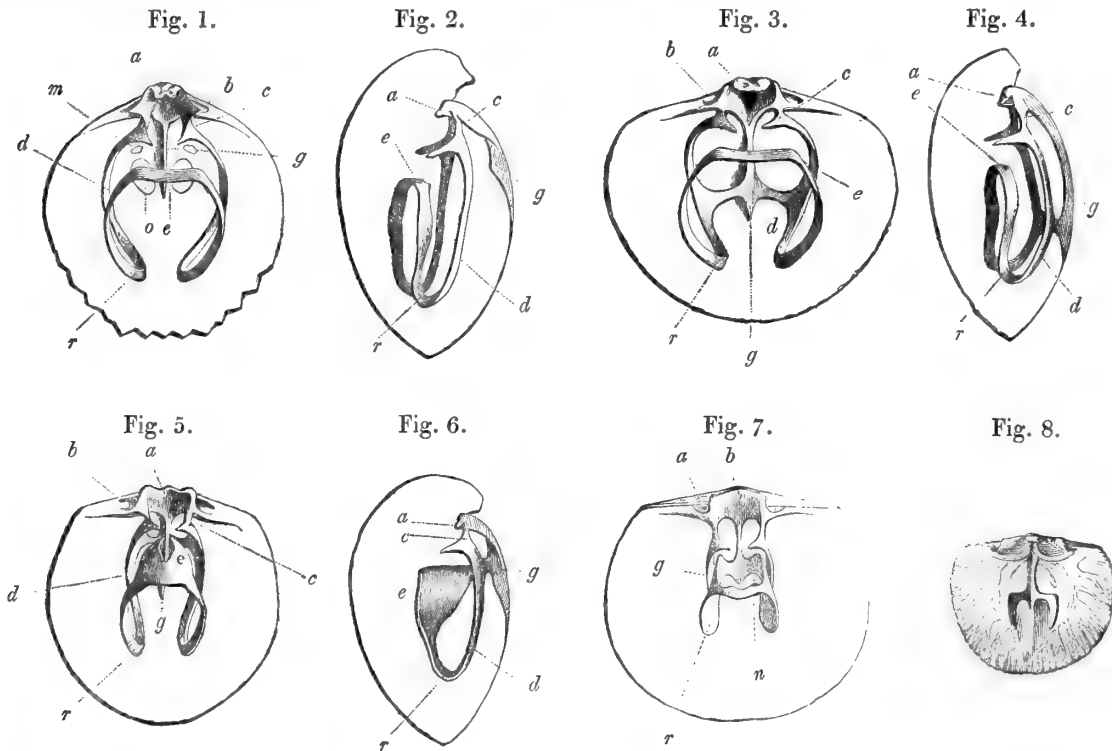 Fig. 1. Fig. 2. Fig. 3. Fig. 4.
a a
b c
m b c a c
a c e
d g e
e g g
o e d
d d
r r r r
g
Fig. 5. Fig. 6. Fig. 7. Fig. 8.
b a a b
a
c
e g g
d c e
g
d
n
r r r